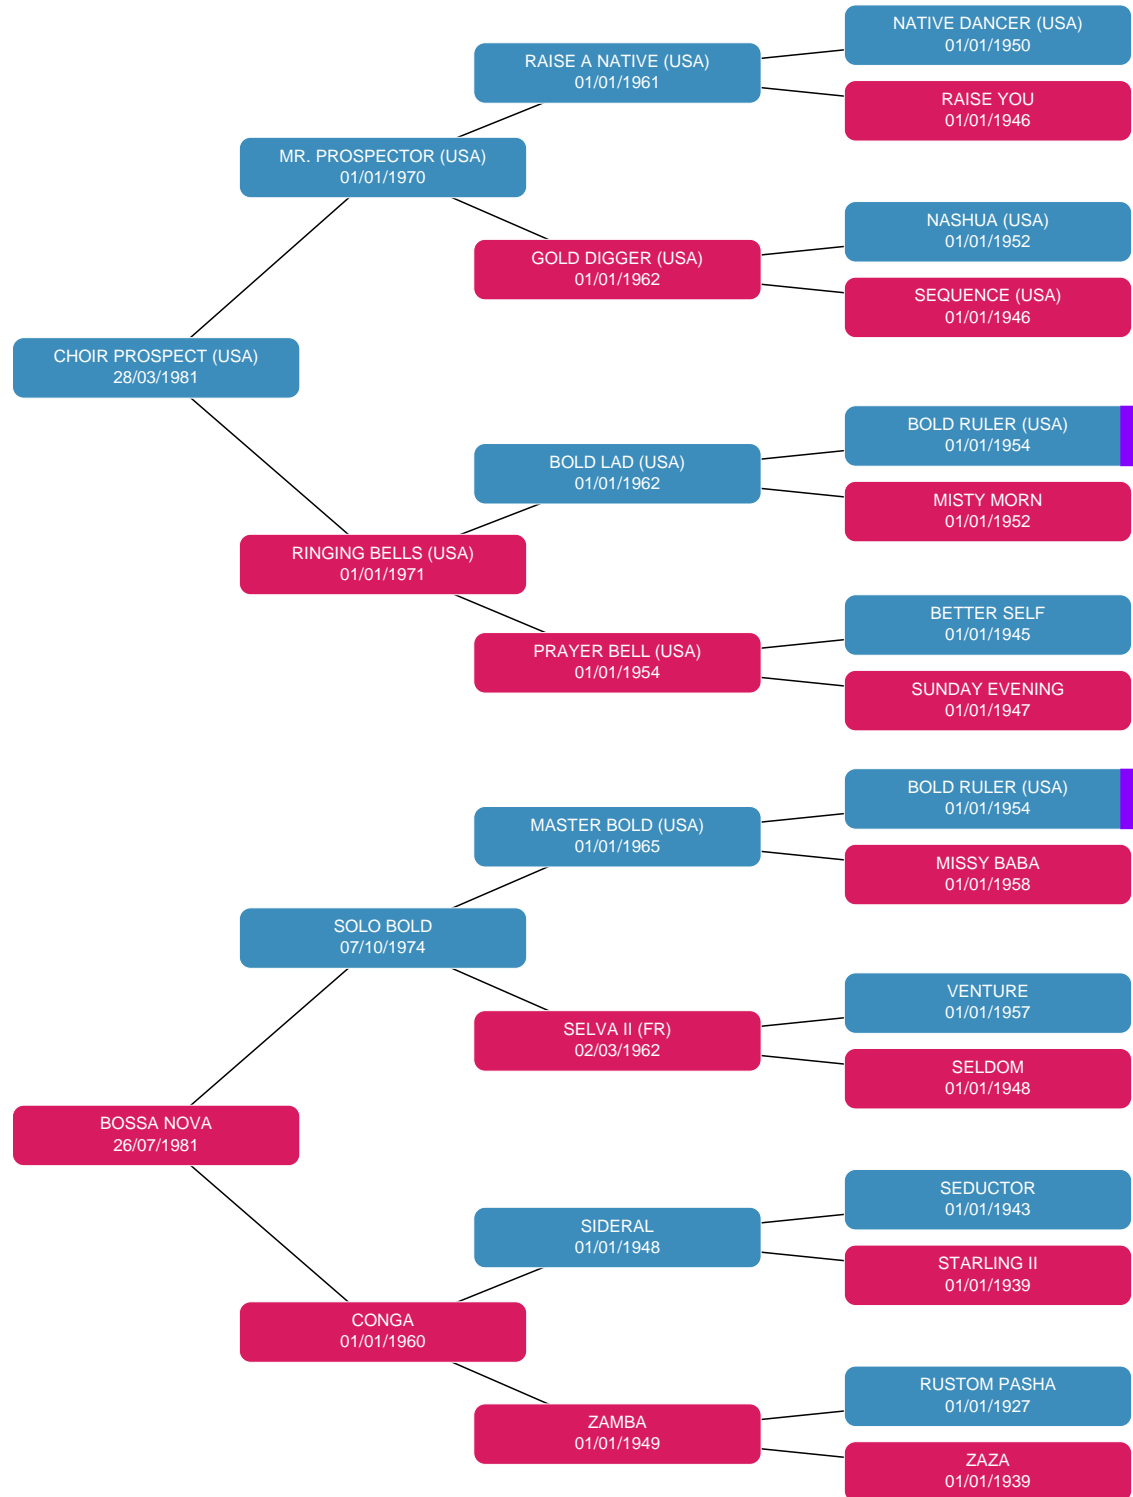 NATIVE DANCER (USA)
01/01/1950
RAISE A NATIVE (USA)
01/01/1961
RAISE YOU
01/01/1946
MR. PROSPECTOR (USA)
01/01/1970
NASHUA (USA)
01/01/1952
GOLD DIGGER (USA)
01/01/1962
SEQUENCE (USA)
01/01/1946
CHOIR PROSPECT (USA)
28/03/1981
BOLD RULER (USA)
01/01/1954
BOLD LAD (USA)
01/01/1962
MISTY MORN
01/01/1952
RINGING BELLS (USA)
01/01/1971
BETTER SELF
01/01/1945
PRAYER BELL (USA)
01/01/1954
SUNDAY EVENING
01/01/1947
BOLD RULER (USA)
01/01/1954
MASTER BOLD (USA)
01/01/1965
MISSY BABA
01/01/1958
SOLO BOLD
07/10/1974
VENTURE
01/01/1957
SELVA II (FR)
02/03/1962
SELDOM
01/01/1948
BOSSA NOVA
26/07/1981
SEDUCTOR
01/01/1943
SIDERAL
01/01/1948
STARLING II
01/01/1939
CONGA
01/01/1960
RUSTOM PASHA
01/01/1927
ZAMBA
01/01/1949
ZAZA
01/01/1939